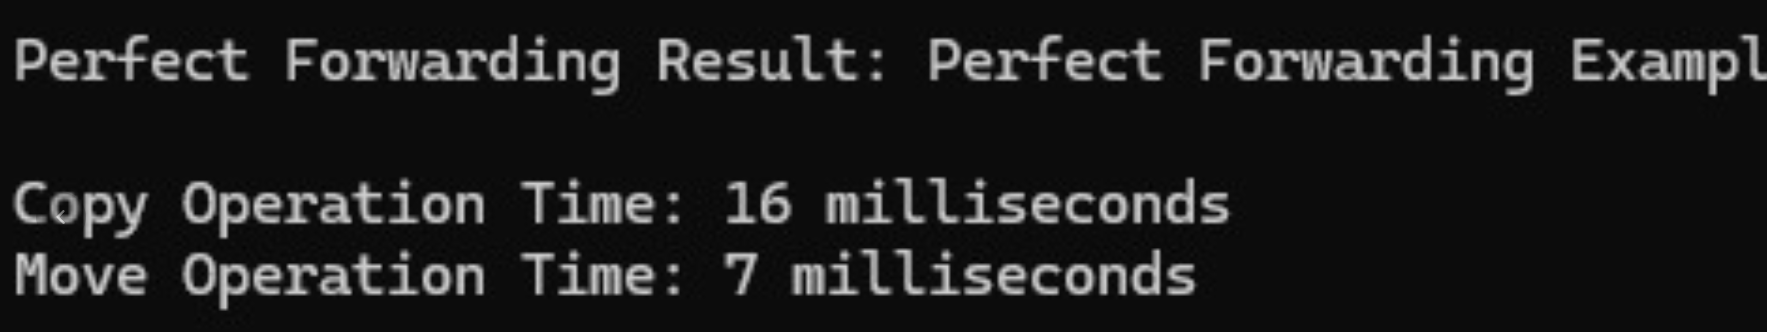 Perfect Forwarding Result: Perfect Forwarding Exampl
Copy Operation Time: 16 milliseconds
Move Operation Time: 7 milliseconds